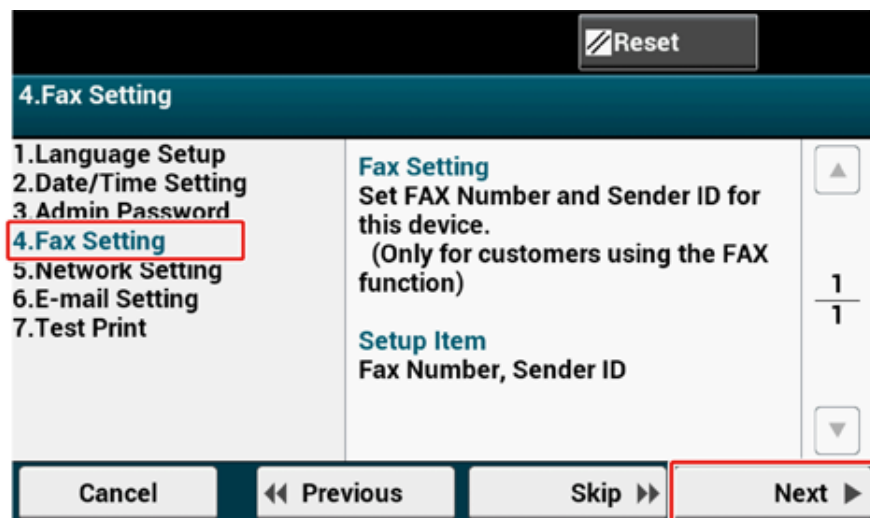 Reset
4.Fax Setting
1.Language Setup
2.Date/Time Setting
3.Admin Password
4.Fax Setting
5.Network Setting
6.E-mail Setting
7.Test Print
Fax Setting
Set FAX Number and Sender ID for
this device.
(Only for customers using the FAX
function)
Setup Item
Fax Number, Sender ID
1
1
Cancel
Previous
Skip
Next